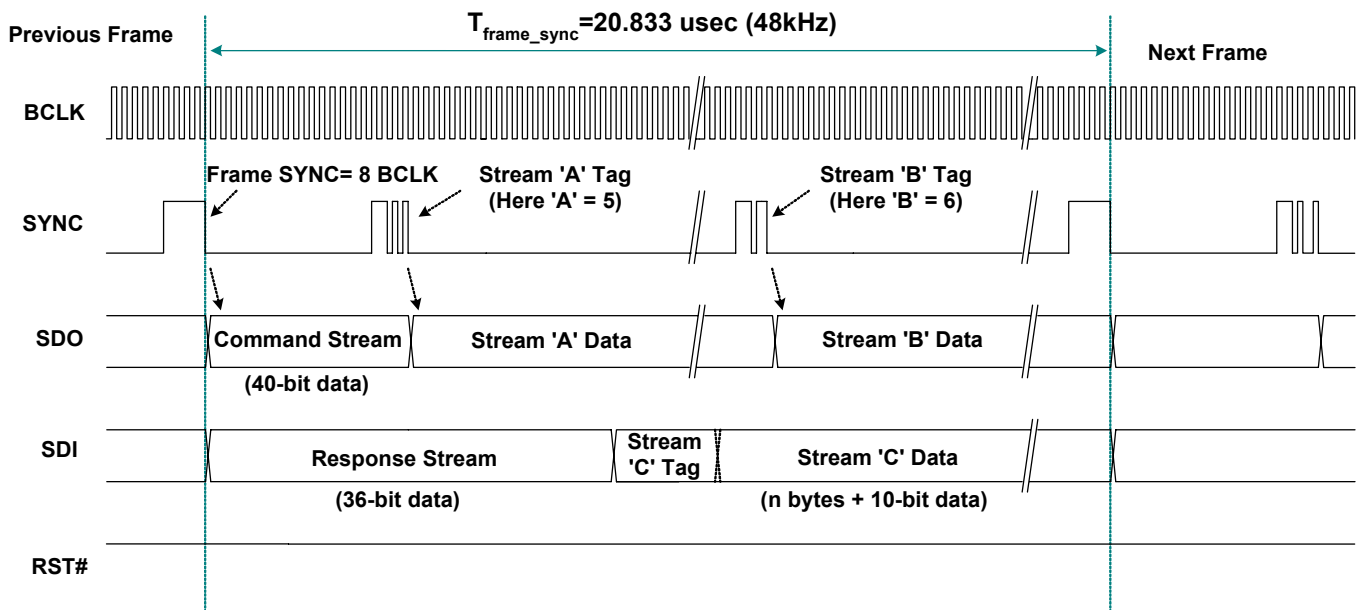 T_frame_sync=20.833 usec (48kHz)
Previous Frame
Next Frame
BCLK
Frame SYNC= 8 BCLK
Stream 'A' Tag
(Here 'A' = 5)
Stream 'B' Tag
(Here 'B' = 6)
SYNC
SDO
Command Stream
Stream 'A' Data
Stream 'B' Data
(40-bit data)
SDI
Response Stream
Stream
'C' Tag
Stream 'C' Data
(36-bit data)
(n bytes + 10-bit data)
RST#